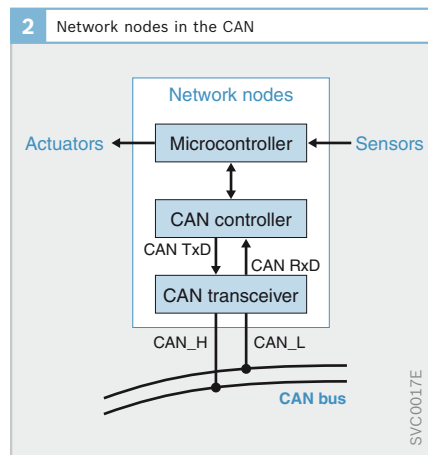 2 Network nodes in the CAN
Network nodes
Actuators Microcontroller Sensors
CAN controller
CAN TxD
CAN RxD
CAN transceiver
CAN_H CAN_L
CAN bus
SVC0017E